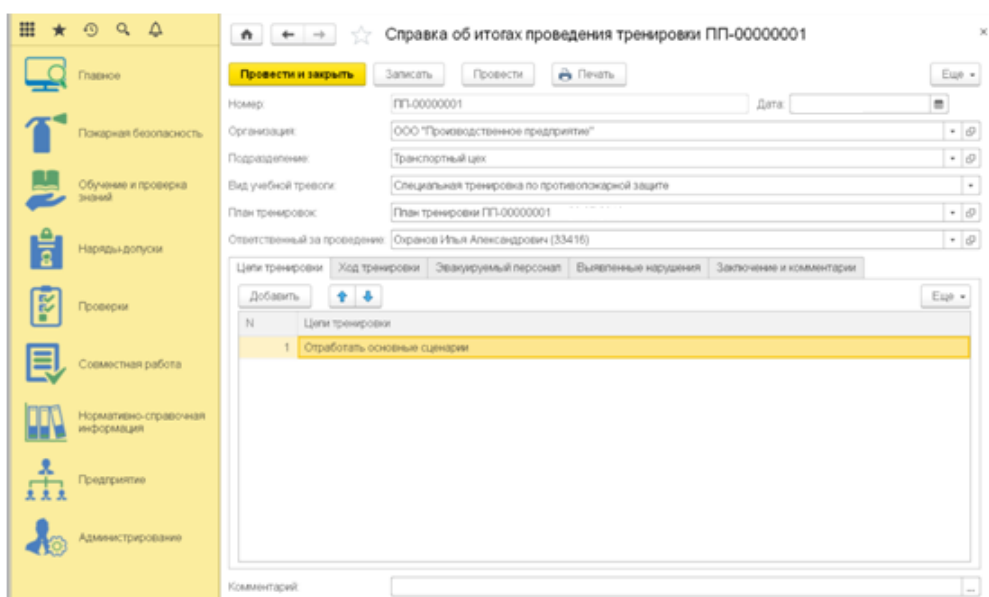 Справка об итогах проведения тренировки ПП-00000001
Главное
Пожарная безопасность
Обучение и проверка
знаний
Наряды-допуски
Проверки
Совместная работа
Нормативно-справочная
информация
Предприятие
Администрирование
Провести и закрыть Записать Провести Печать Еще
Номер: ПП-00000001 Дата:
Организация: ООО "Производственное предприятие"
Подразделение: Транспортный цех
Вид учебной тревоги: Специальная тренировка по противопожарной защите
План тренировок: План тренировки ПП-00000001
Ответственный за проведение: Охранов Илья Александрович (33416)
Цели тренировки Ход тренировки Эвакуируемый персонал Выявленные нарушения Заключение и комментарии
Добавить Еще
N Цели тренировки
1 Отработать основные сценарии
Комментарий: